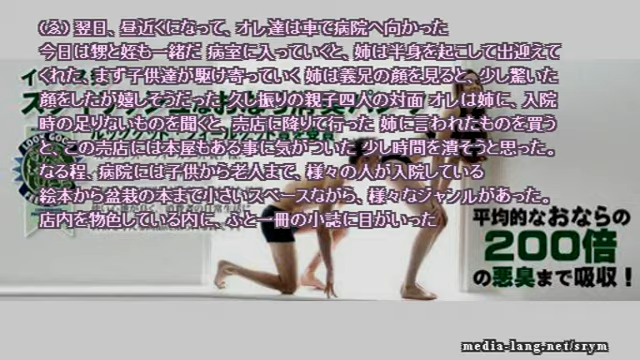 (ゑ) 翌日、昼近くになって、オレ達は車で病院へ向かった
今日は甥と姪も一緒だ 病室に入っていくと、姉は半身を起こして出迎えて
くれた、まず子供達が駆け寄っていく 姉は義兄の顔を見ると、少し驚いた
顔をしたが嬉しそうだった 久し振りの親子四人の対面 オレは姉に、入院
時の足りないものを聞くと、売店に降りて行った 姉に言われたものを買う
と、この売店には本屋もある事に気がついた 少し時間を潰そうと思った。
なる程、病院には子供から老人まで、様々の人が入院している
絵本から盆栽の本まで小さいスペースながら、様々なジャンルがあった。
店内を物色している内に、ふと一冊の小誌に目がいった
平均的なおならの
200倍
の悪臭まで吸収！
media-lang.net/srym